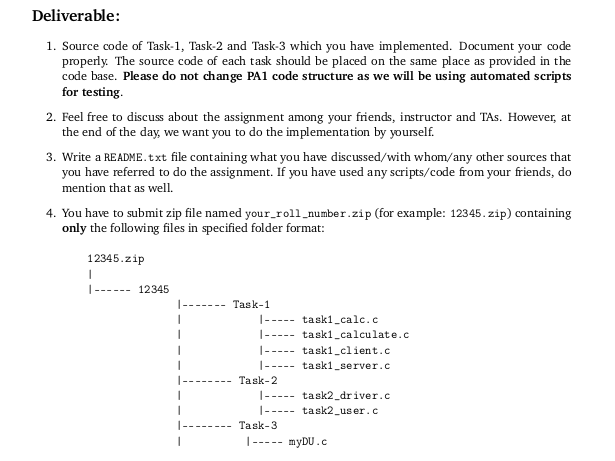 Deliverable:
1. Source code of Task-1, Task-2 and Task-3 which you have implemented. Document your code
properly. The source code of each task should be placed on the same place as provided in the
code base. Please do not change PA1 code structure as we will be using automated scripts
for testing.
2. Feel free to discuss about the assignment among your friends, instructor and TAs. However, at
the end of the day, we want you to do the implementation by yourself.
3. Write a README.txt file containing what you have discussed/with whom/any other sources that
you have referred to do the assignment. If you have used any scripts/code from your friends, do
mention that as well.
4. You have to submit zip file named your_roll_number.zip (for example: 12345.zip) containing
only the following files in specified folder format:
12345.zip
|
|------ 12345
|------- Task-1
| |----- task1_calc.c
| |----- task1_calculate.c
| |----- task1_client.c
| |----- task1_server.c
|-------- Task-2
| |----- task2_driver.c
| |----- task2_user.c
|-------- Task-3
| |----- myDU.c